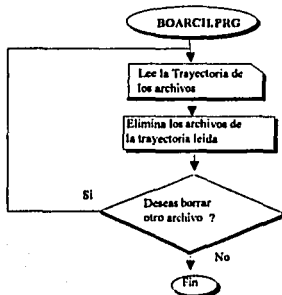 BOARCH.PRG
Lee la Trayectoria de
los archivos
Elimina los archivos de
la trayectoria leida
Si
Deseas borrar
otro archivo ?
No
Fin